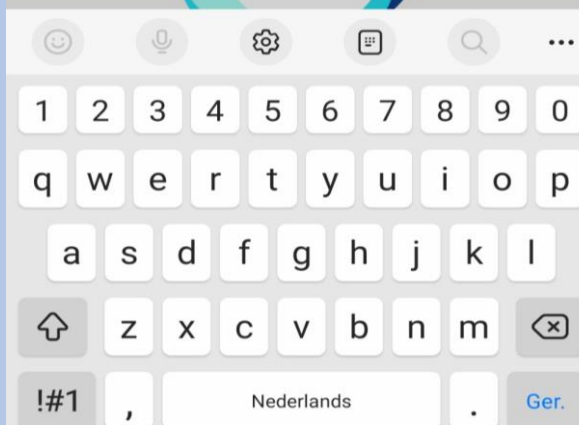 1 2 3 4 5 6 7 8 9 0
q w e r t y u i o p
a s d f g h j k l
z x c v b n m
!#1 , Nederlands . Ger.